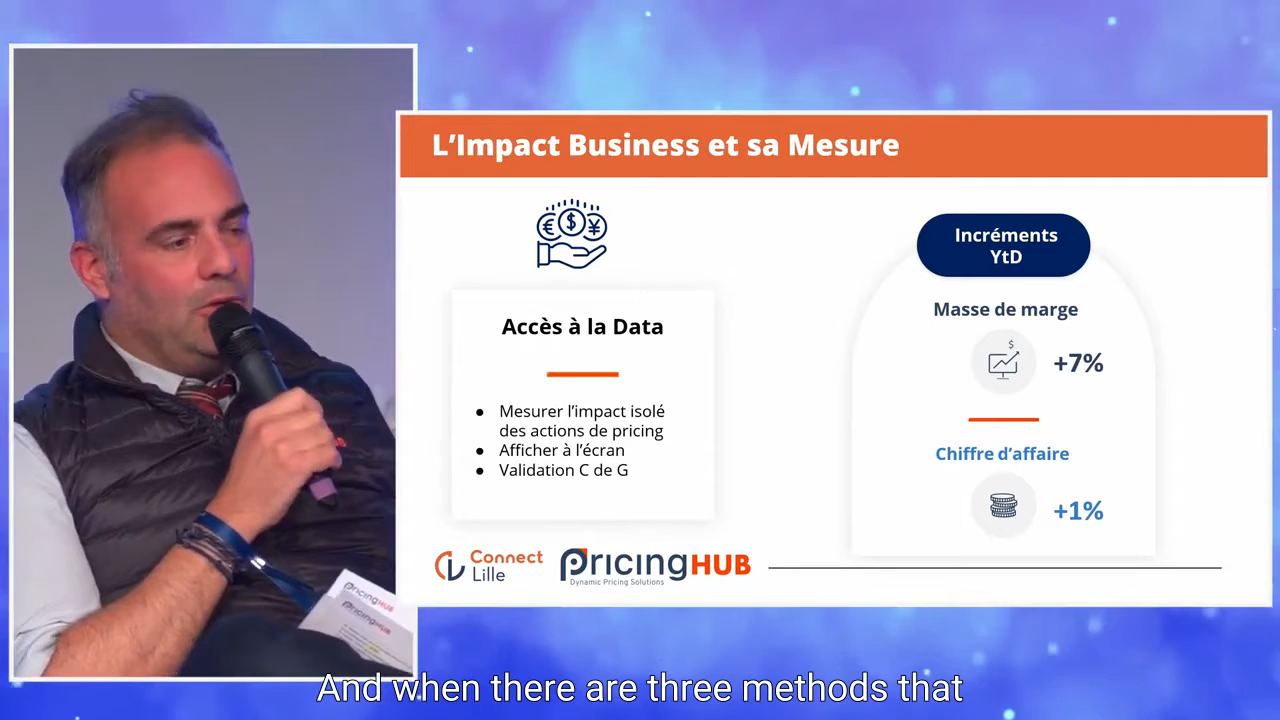 L'Impact Business et sa Mesure
Accès à la Data
● Mesurer l'impact isolé
des actions de pricing
● Afficher à l'écran
● Validation C de G
Incréments
YtD
Masse de marge
$
+7%
Chiffre d'affaire
+1%
Connect
Lille
PricingHUB
Dynamic Pricing Solutions
PricingHUB
PricingHUB
And when there are three methods that